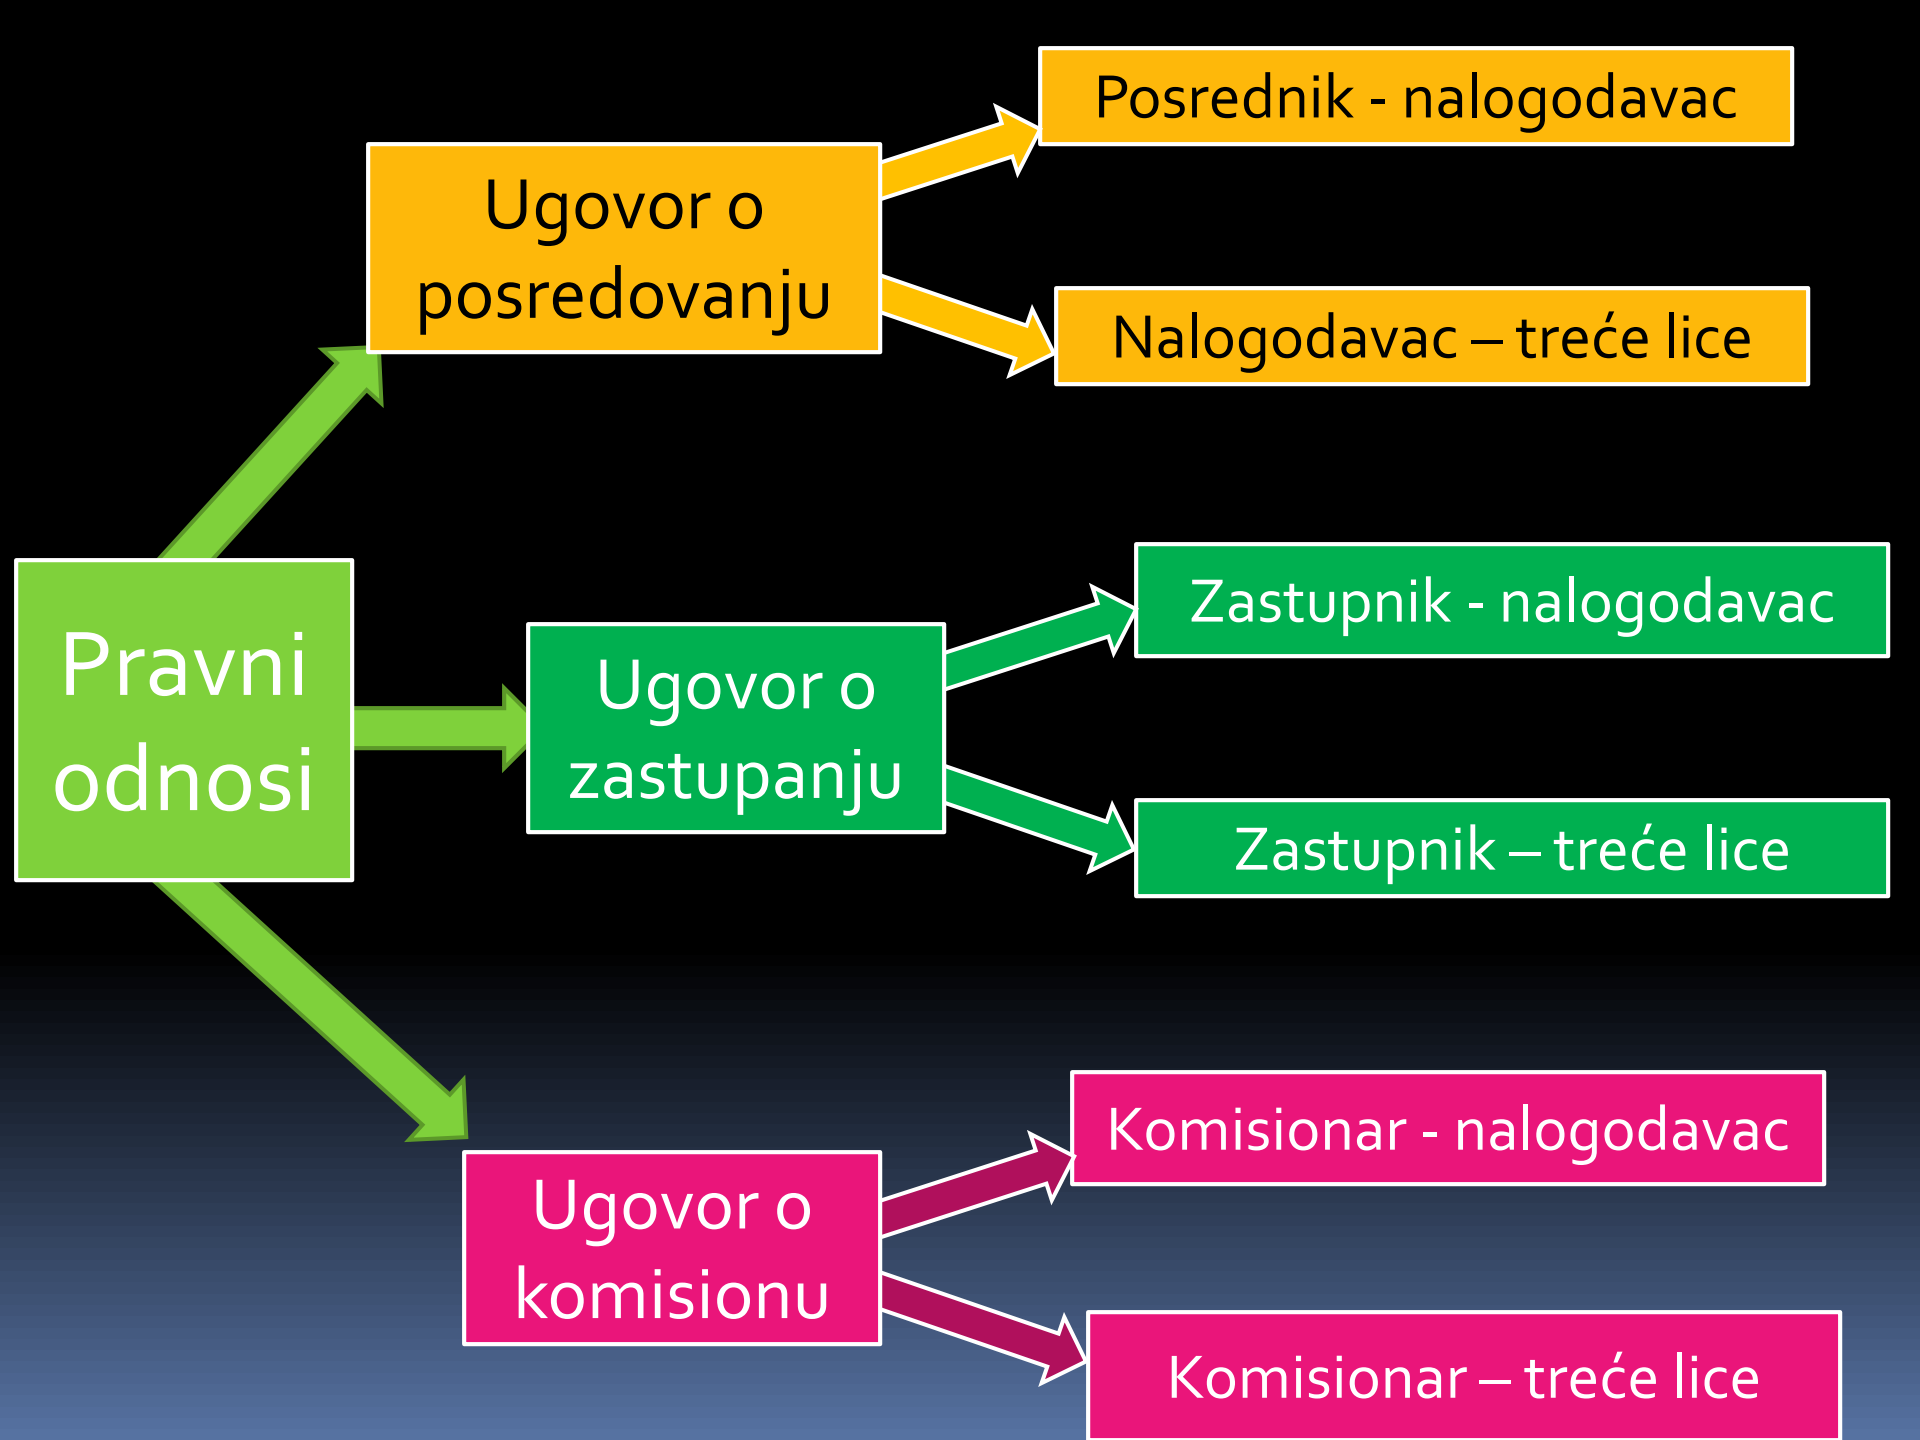 Pravni
odnosi
Ugovor o
posredovanju
Posrednik - nalogodavac
Nalogodavac – treće lice
Ugovor o
zastupanju
Zastupnik - nalogodavac
Zastupnik – treće lice
Ugovor o
komisionu
Komisionar - nalogodavac
Komisionar – treće lice